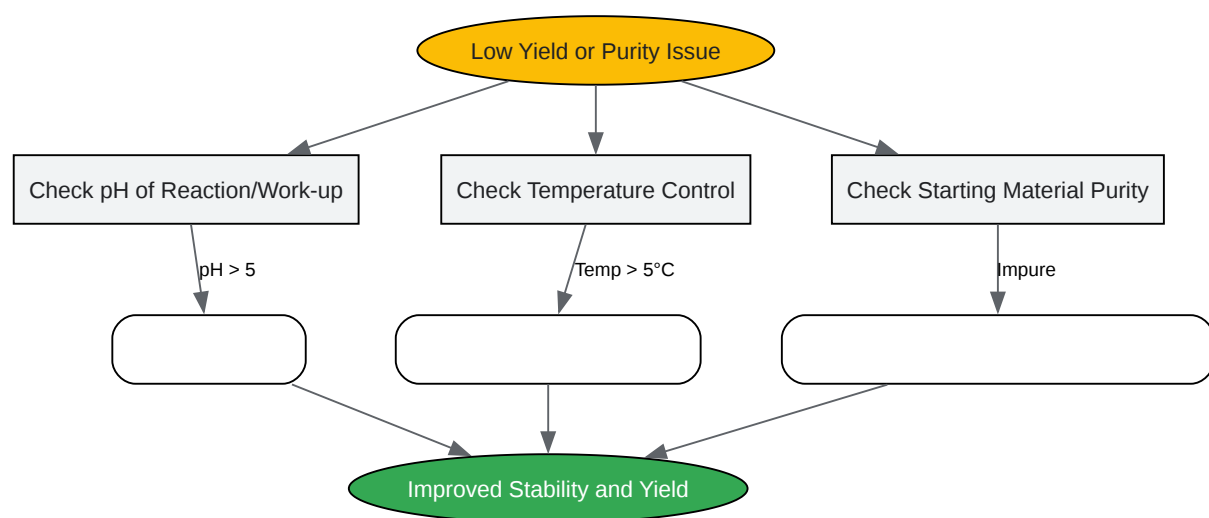 Low Yield or Purity Issue
Check pH of Reaction/Work-up
Check Temperature Control
Check Starting Material Purity
pH > 5
Temp > 5°C
Impure
Improved Stability and Yield